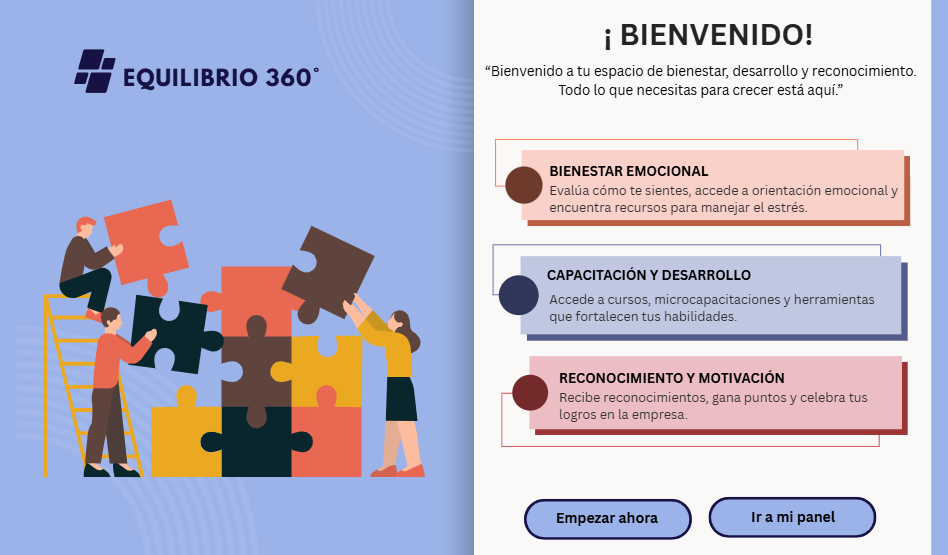 EQUILIBRIO 360°
¡ BIENVENIDO!
“Bienvenido a tu espacio de bienestar, desarrollo y reconocimiento.
Todo lo que necesitas para crecer está aquí.”
BIENESTAR EMOCIONAL
Evalúa cómo te sientes, accede a orientación emocional y
encuentra recursos para manejar el estrés.
CAPACITACIÓN Y DESARROLLO
Accede a cursos, microcapacitaciones y herramientas
que fortalecen tus habilidades.
RECONOCIMIENTO Y MOTIVACIÓN
Recibe reconocimientos, gana puntos y celebra tus
logros en la empresa.
Empezar ahora
Ir a mi panel